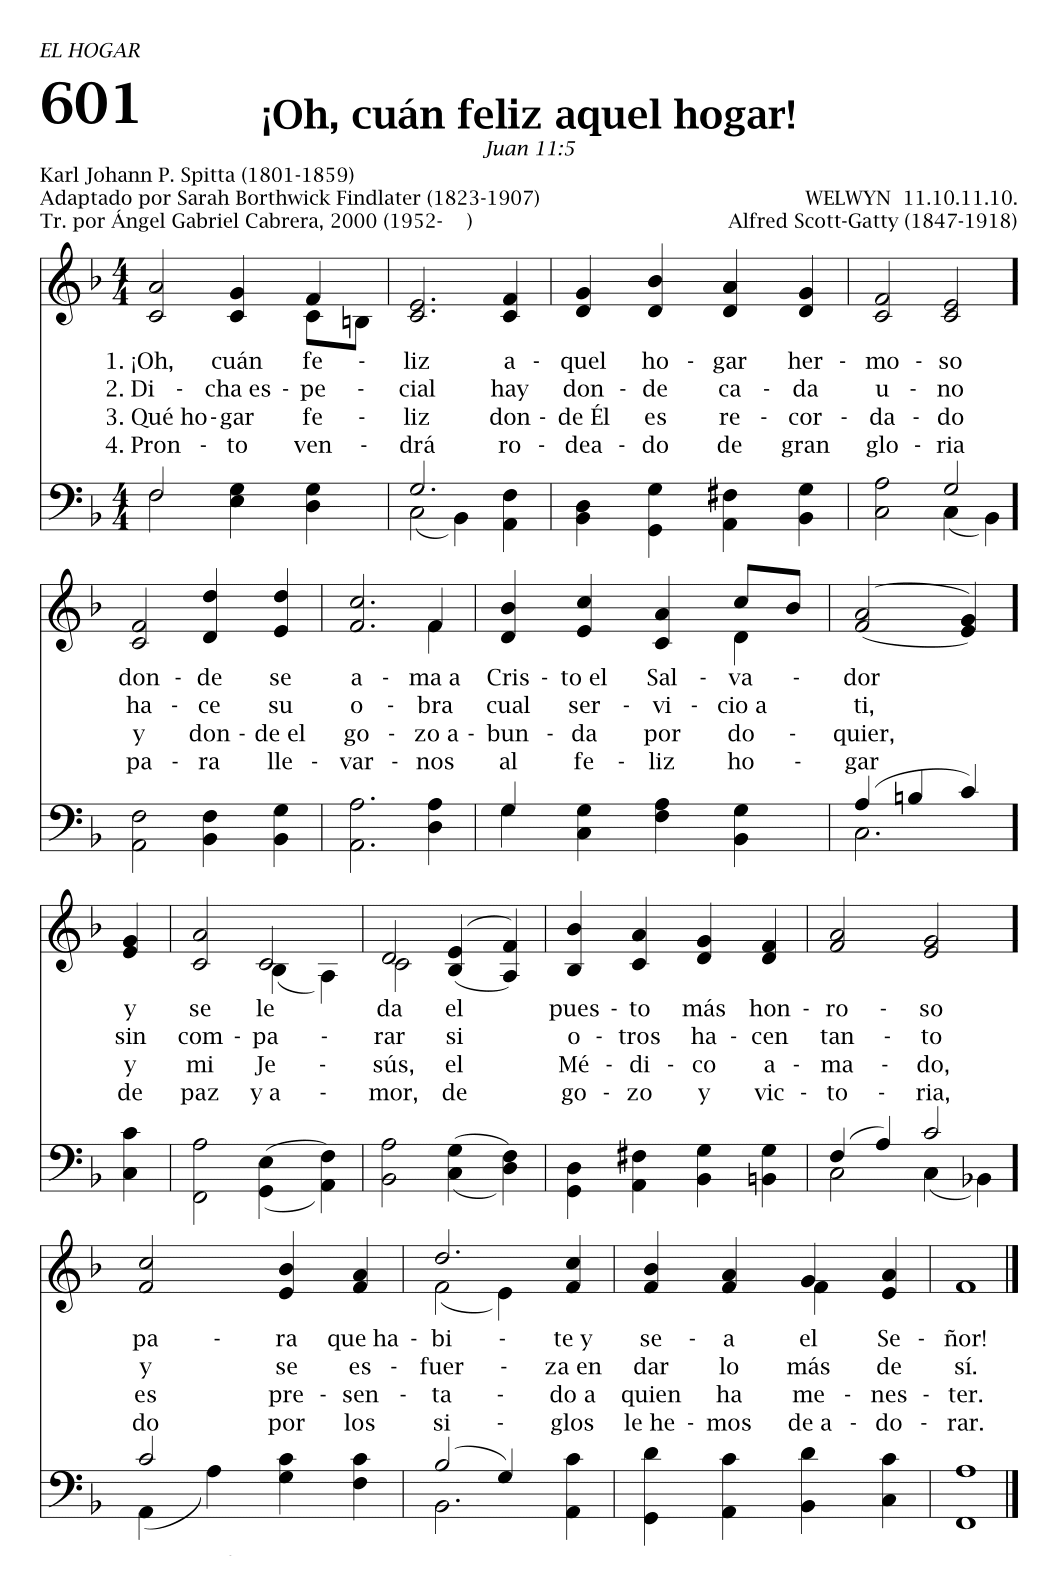 EL HOGAR
601
¡Oh, cuán feliz aquel hogar!
Juan 11:5
Karl Johann P. Spitta (1801-1859)
Adaptado por Sarah Borthwick Findlater (1823-1907) WELWYN 11.10.11.10.
Tr. por Ángel Gabriel Cabrera, 2000 (1952- ) Alfred Scott-Gatty (1847-1918)
1. ¡Oh, cuán fe - liz a - quel ho - gar her - mo - so
2. Di - cha es - pe - cial hay don - de ca - da u - no
3. Qué ho - gar fe - liz don - de Él es re - cor - da - do
4. Pron - to ven - drá ro - dea - do de gran glo - ria
don - de se a - ma a Cris - to el Sal - va - dor
ha - ce su o - bra cual ser - vi - cio a ti,
y don - de el go - zo a - bun - da por do - quier,
pa - ra lle - var - nos al fe - liz ho - gar
y se le da el pues - to más hon - ro - so
sin com - pa - rar si o - tros ha - cen tan - to
y mi Je - sús, el Mé - di - co a - ma - do,
de paz y a - mor, de go - zo y vic - to - ria,
pa - ra que ha - bi - te y se - a el Se - ñor!
y se es - fuer - za en dar lo más de sí.
es pre - sen - ta - do a quien ha me - nes - ter.
do por los si - glos le he - mos de a - do - rar.